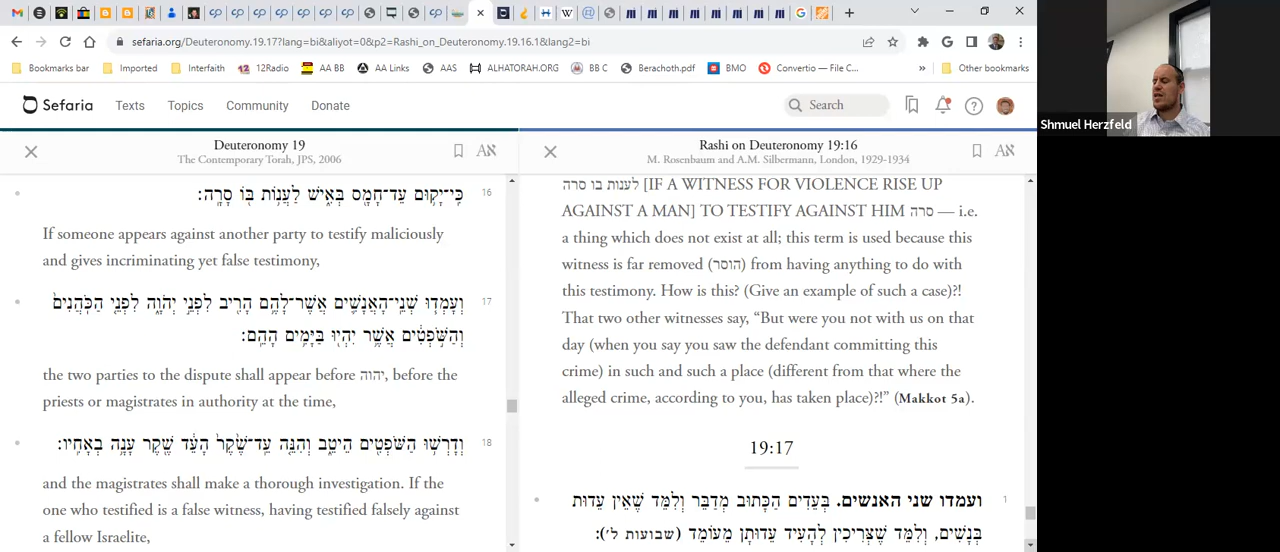 sefaria.org/Deuteronomy.19.17?lang=bi&aliyot=0&p2=Rashi_on_Deuteronomy.19.16.1&lang2=bi
Bookmarks bar Imported Interfaith 12Radio AA BB AA Links AAS ALHATORAH.ORG BB C Berachoth.pdf BMO Convertio — File C... » Other bookmarks
Sefaria Texts Topics Community Donate Search
Deuteronomy 19
The Contemporary Torah, JPS, 2006
16
כִּֽי־יָק֥וּם עֵד־חָמָ֖ס בְּאִ֑ישׁ לַעֲנ֥וֹת בּ֖וֹ סָרָֽה׃
If someone appears against another party to testify maliciously
and gives incriminating yet false testimony,
17
וְעָמְד֧וּ שְׁנֵֽי־הָאֲנָשִׁ֛ים אֲשֶׁר־לָהֶ֥ם הָרִ֖יב לִפְנֵ֣י יְהֹוָ֑ה לִפְנֵ֤י הַכֹּֽהֲנִים֙
וְהַשֹּׁ֣פְטִ֔ים אֲשֶׁ֥ר יִהְי֖וּ בַּיָּמִ֥ים הָהֵֽם׃
the two parties to the dispute shall appear before יהוה, before the
priests or magistrates in authority at the time,
18
וְדָרְשׁ֥וּ הַשֹּׁפְטִ֖ים הֵיטֵ֑ב וְהִנֵּ֤ה עֵֽד־שֶׁ֙קֶר֙ הָעֵ֔ד שֶׁ֖קֶר עָנָ֥ה בְאָחִֽיו׃
and the magistrates shall make a thorough investigation. If the
one who testified is a false witness, having testified falsely against
a fellow Israelite,
Rashi on Deuteronomy 19:16
M. Rosenbaum and A.M. Silbermann, London, 1929-1934
לענות בו סרה [IF A WITNESS FOR VIOLENCE RISE UP
AGAINST A MAN] TO TESTIFY AGAINST HIM סרה — i.e.
a thing which does not exist at all; this term is used because this
witness is far removed (הוסר) from having anything to do with
this testimony. How is this? (Give an example of such a case)?!
That two other witnesses say, “But were you not with us on that
day (when you say you saw the defendant committing this
crime) in such and such a place (different from that where the
alleged crime, according to you, has taken place)?!” (Makkot 5a).
19:17
1
ועמדו שני האנשים. בְּעֵדִים הַכָּתוּב מְדַבֵּר וְלִמֵּד שֶׁאֵין עֵדוּת
בְּנָשִׁים, וְלִמֵּד שֶׁצְּרִיכִין לְהָעִיד עֵדוּתָן מְעֻמָּד (שבועות ל'):
Shmuel Herzfeld